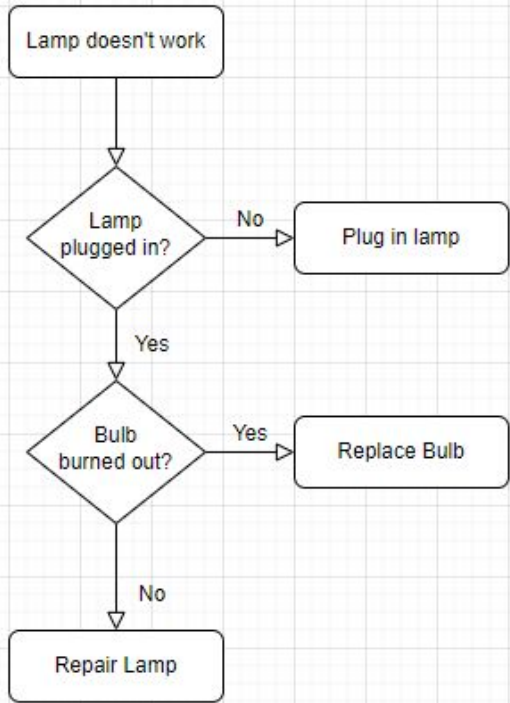 Lamp doesn't work
Lamp
plugged in?
No
Plug in lamp
Yes
Bulb
burned out?
Yes
Replace Bulb
No
Repair Lamp